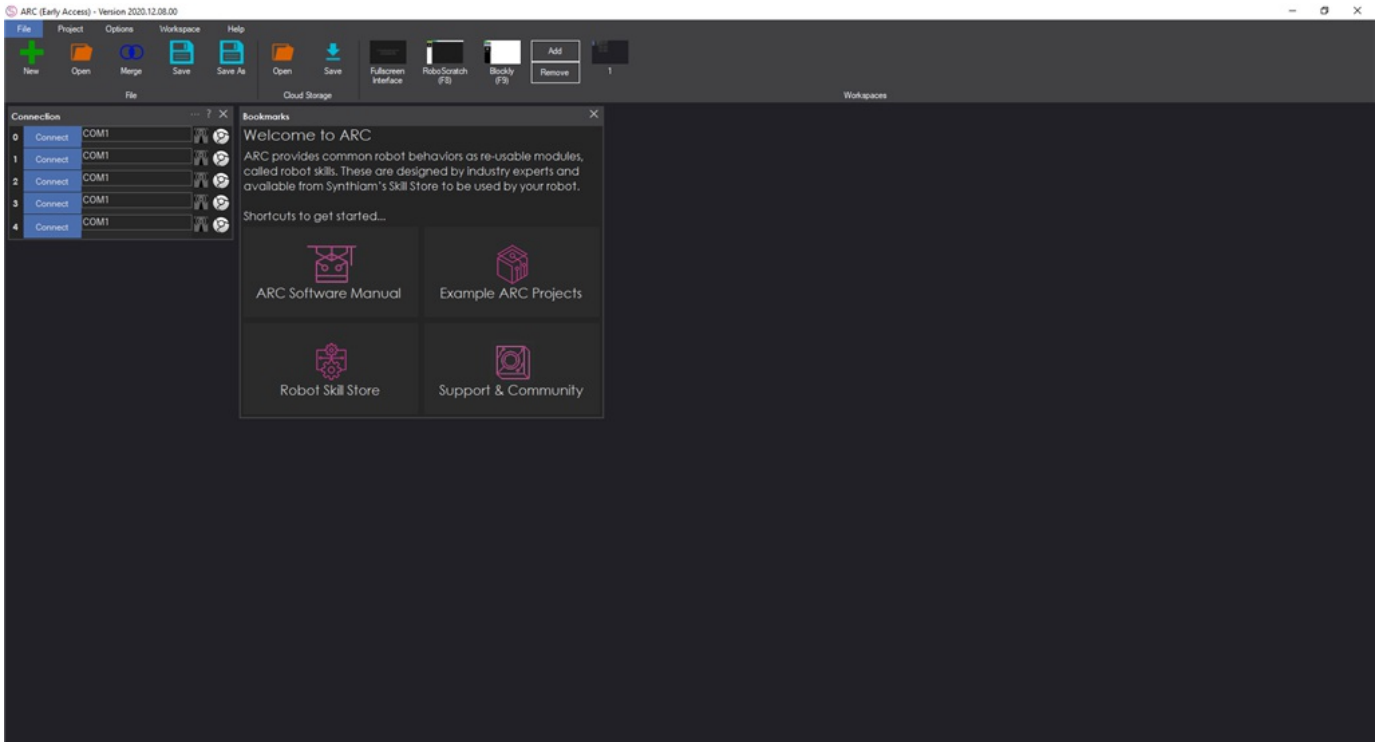 ARC (Early Access) - Version 2020.12.08.00
File Project Options Workspace Help
New Open Merge Save Save As Open Save Fullscreen Interface RoboScratch (F8) Blockly (F9) Add Remove 1
File Cloud Storage Workspaces
Connection ... ?
0 Connect COM1
1 Connect COM1
2 Connect COM1
3 Connect COM1
4 Connect COM1
Bookmarks
Welcome to ARC
ARC provides common robot behaviors as re-usable modules,
called robot skills. These are designed by industry experts and
available from Synthiam's Skill Store to be used by your robot.
Shortcuts to get started...
ARC Software Manual Example ARC Projects
Robot Skill Store Support & Community